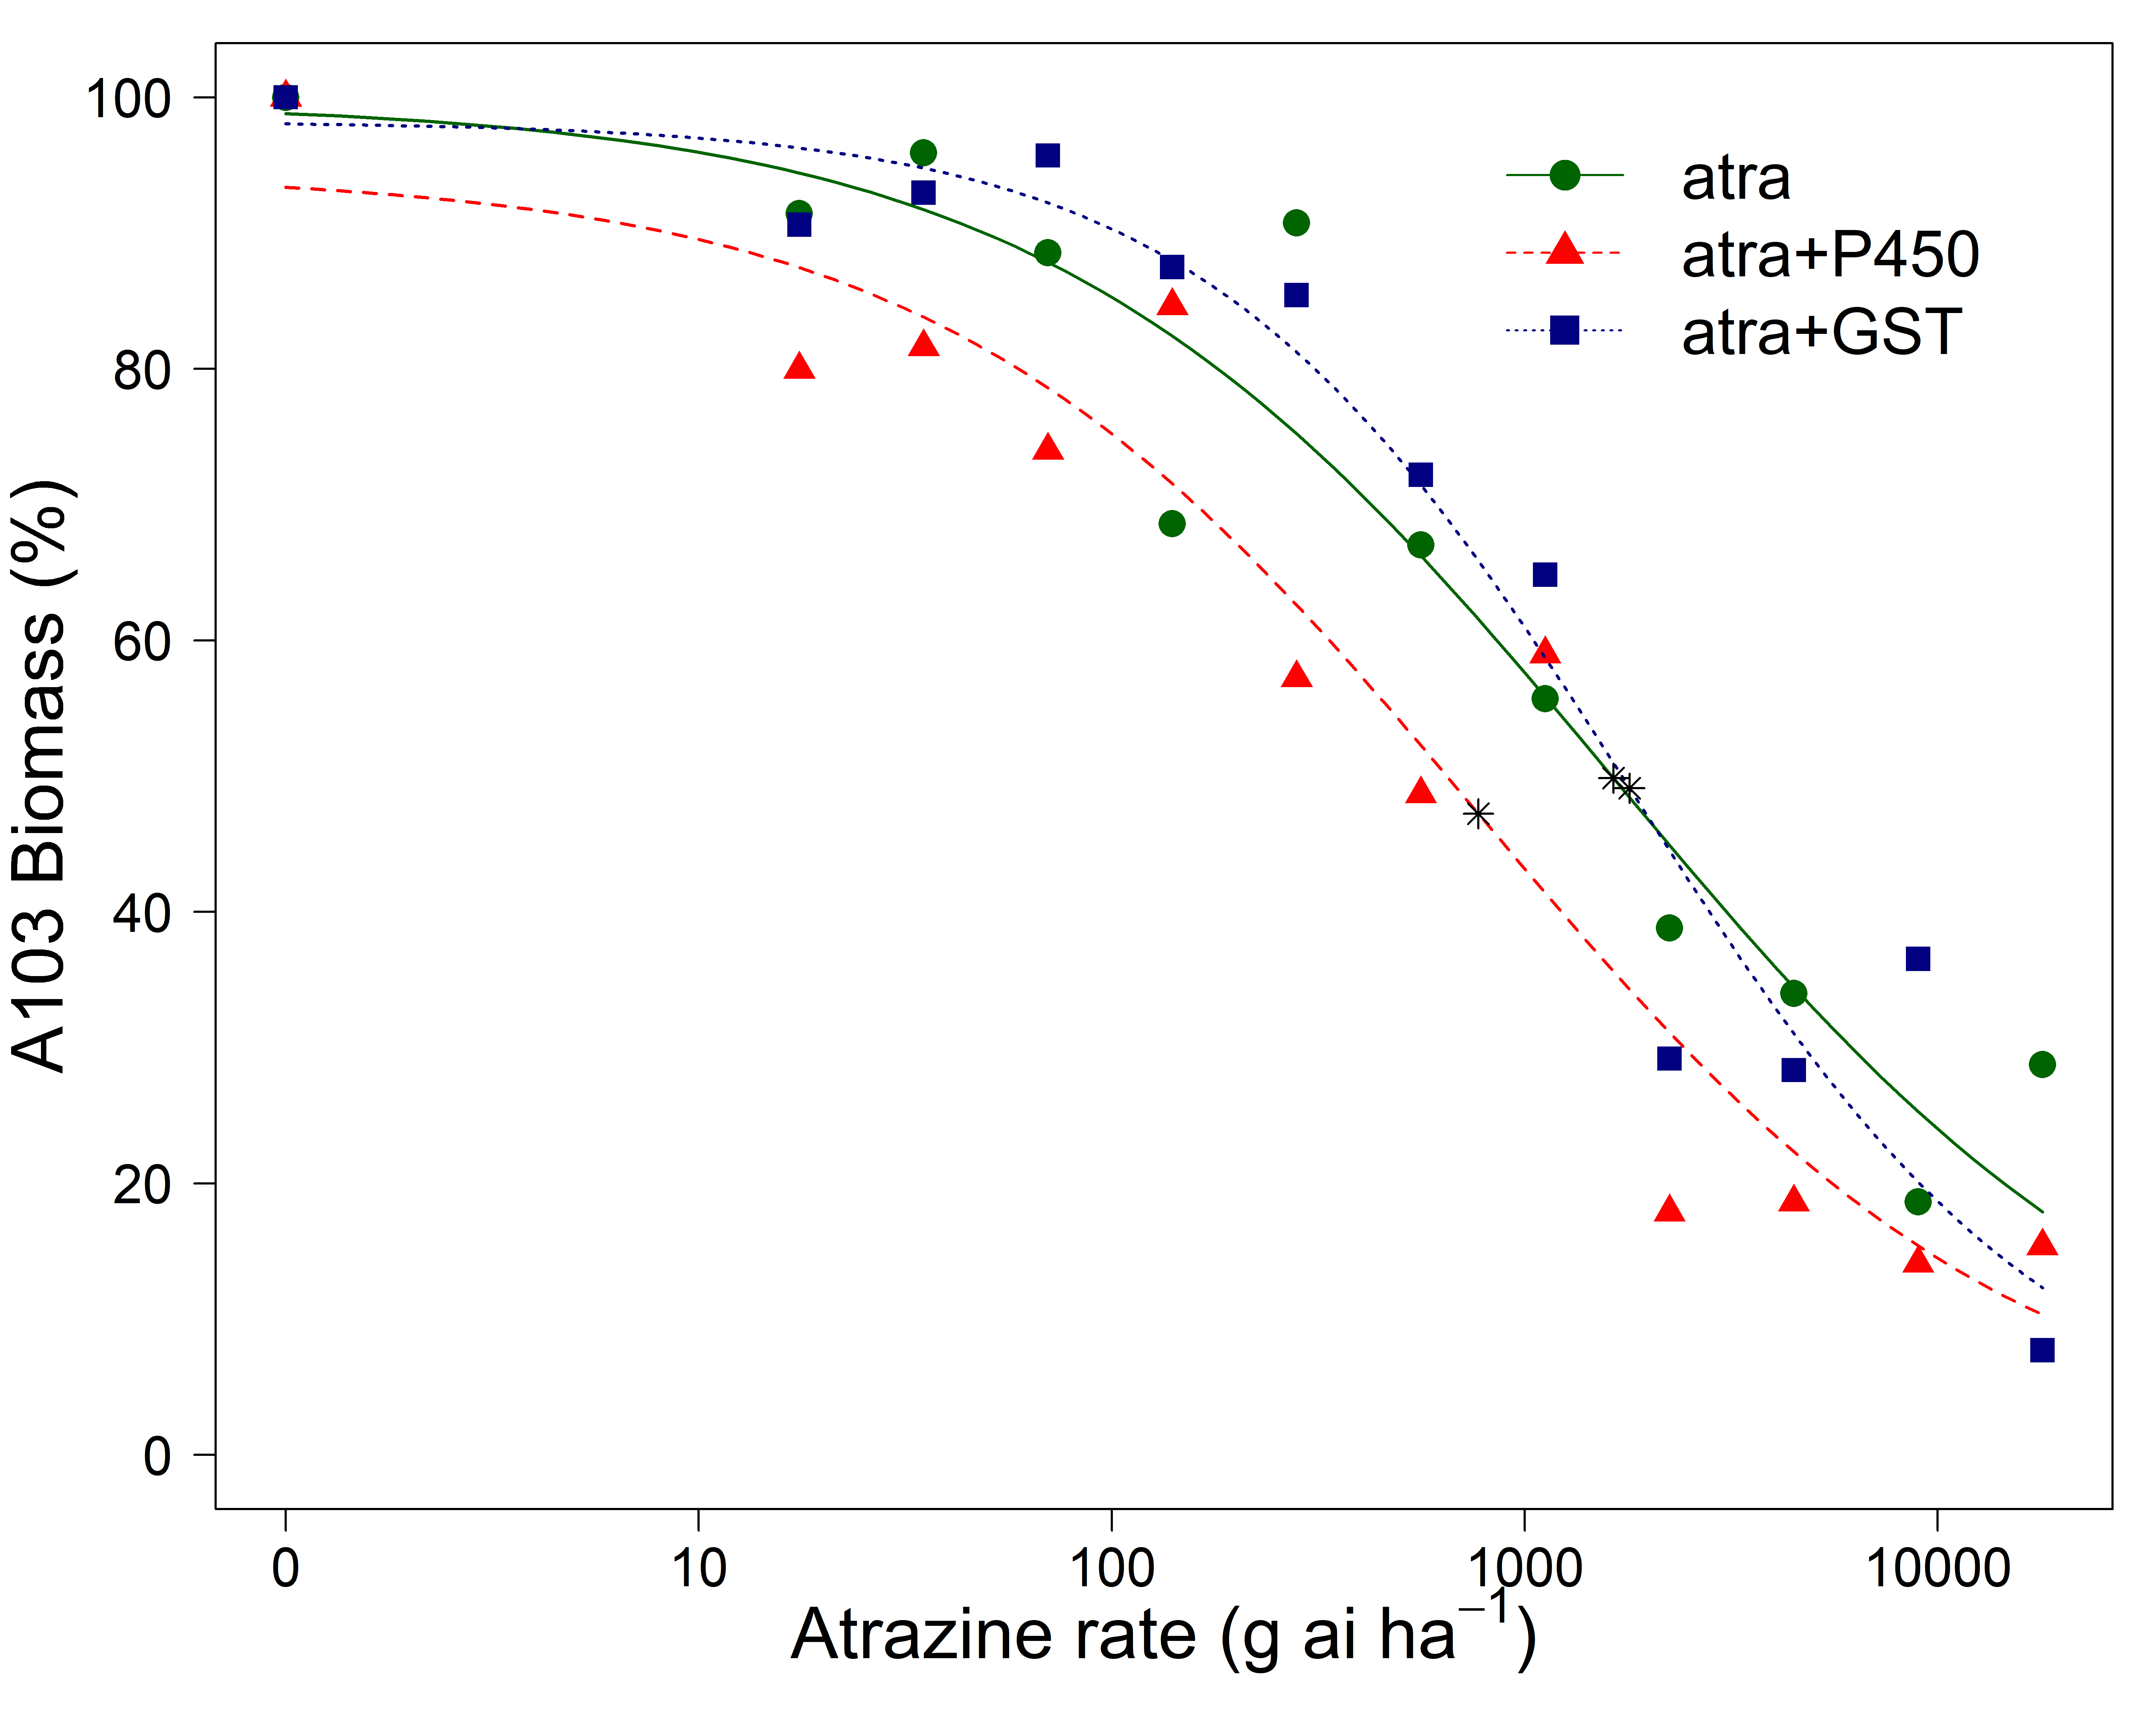 100
80
60
40
20
0
A103 Biomass (%)
atra
atra+P450
atra+GST
0 10 100 1000 10000
Atrazine rate (g ai ha⁻¹)